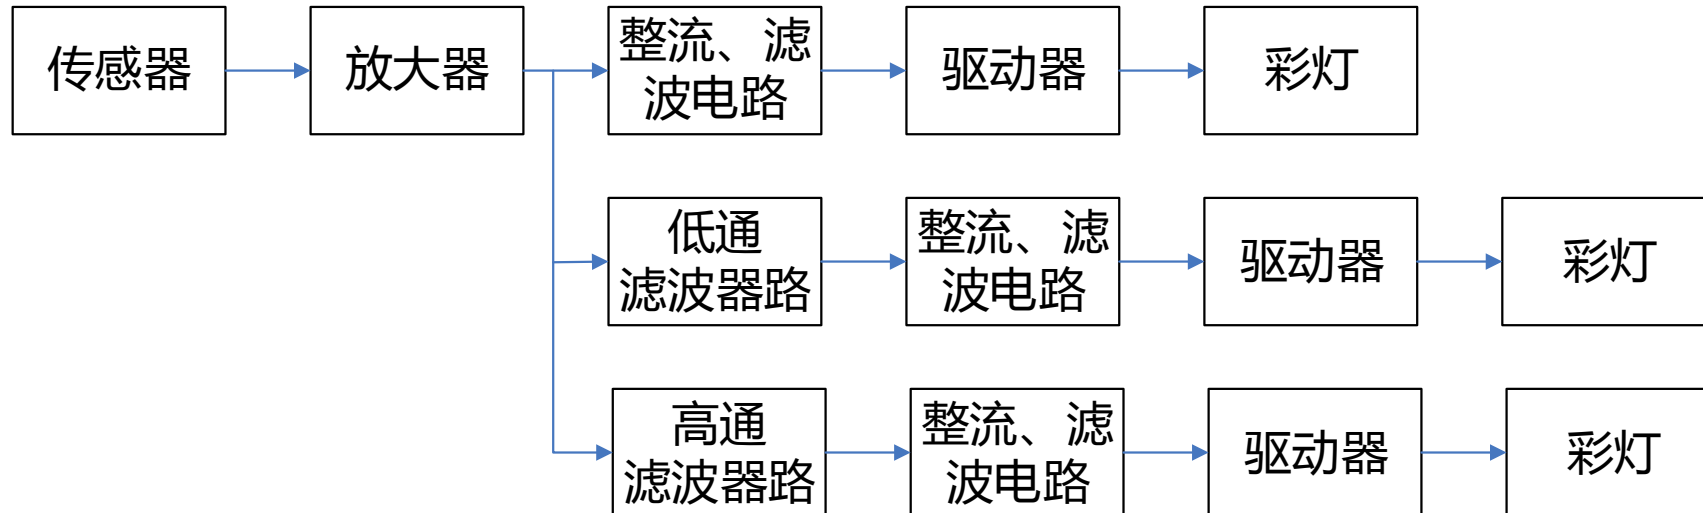 传感器
放大器
整流、滤
波电路
驱动器
彩灯
低通
滤波器路
整流、滤
波电路
驱动器
彩灯
高通
滤波器路
整流、滤
波电路
驱动器
彩灯